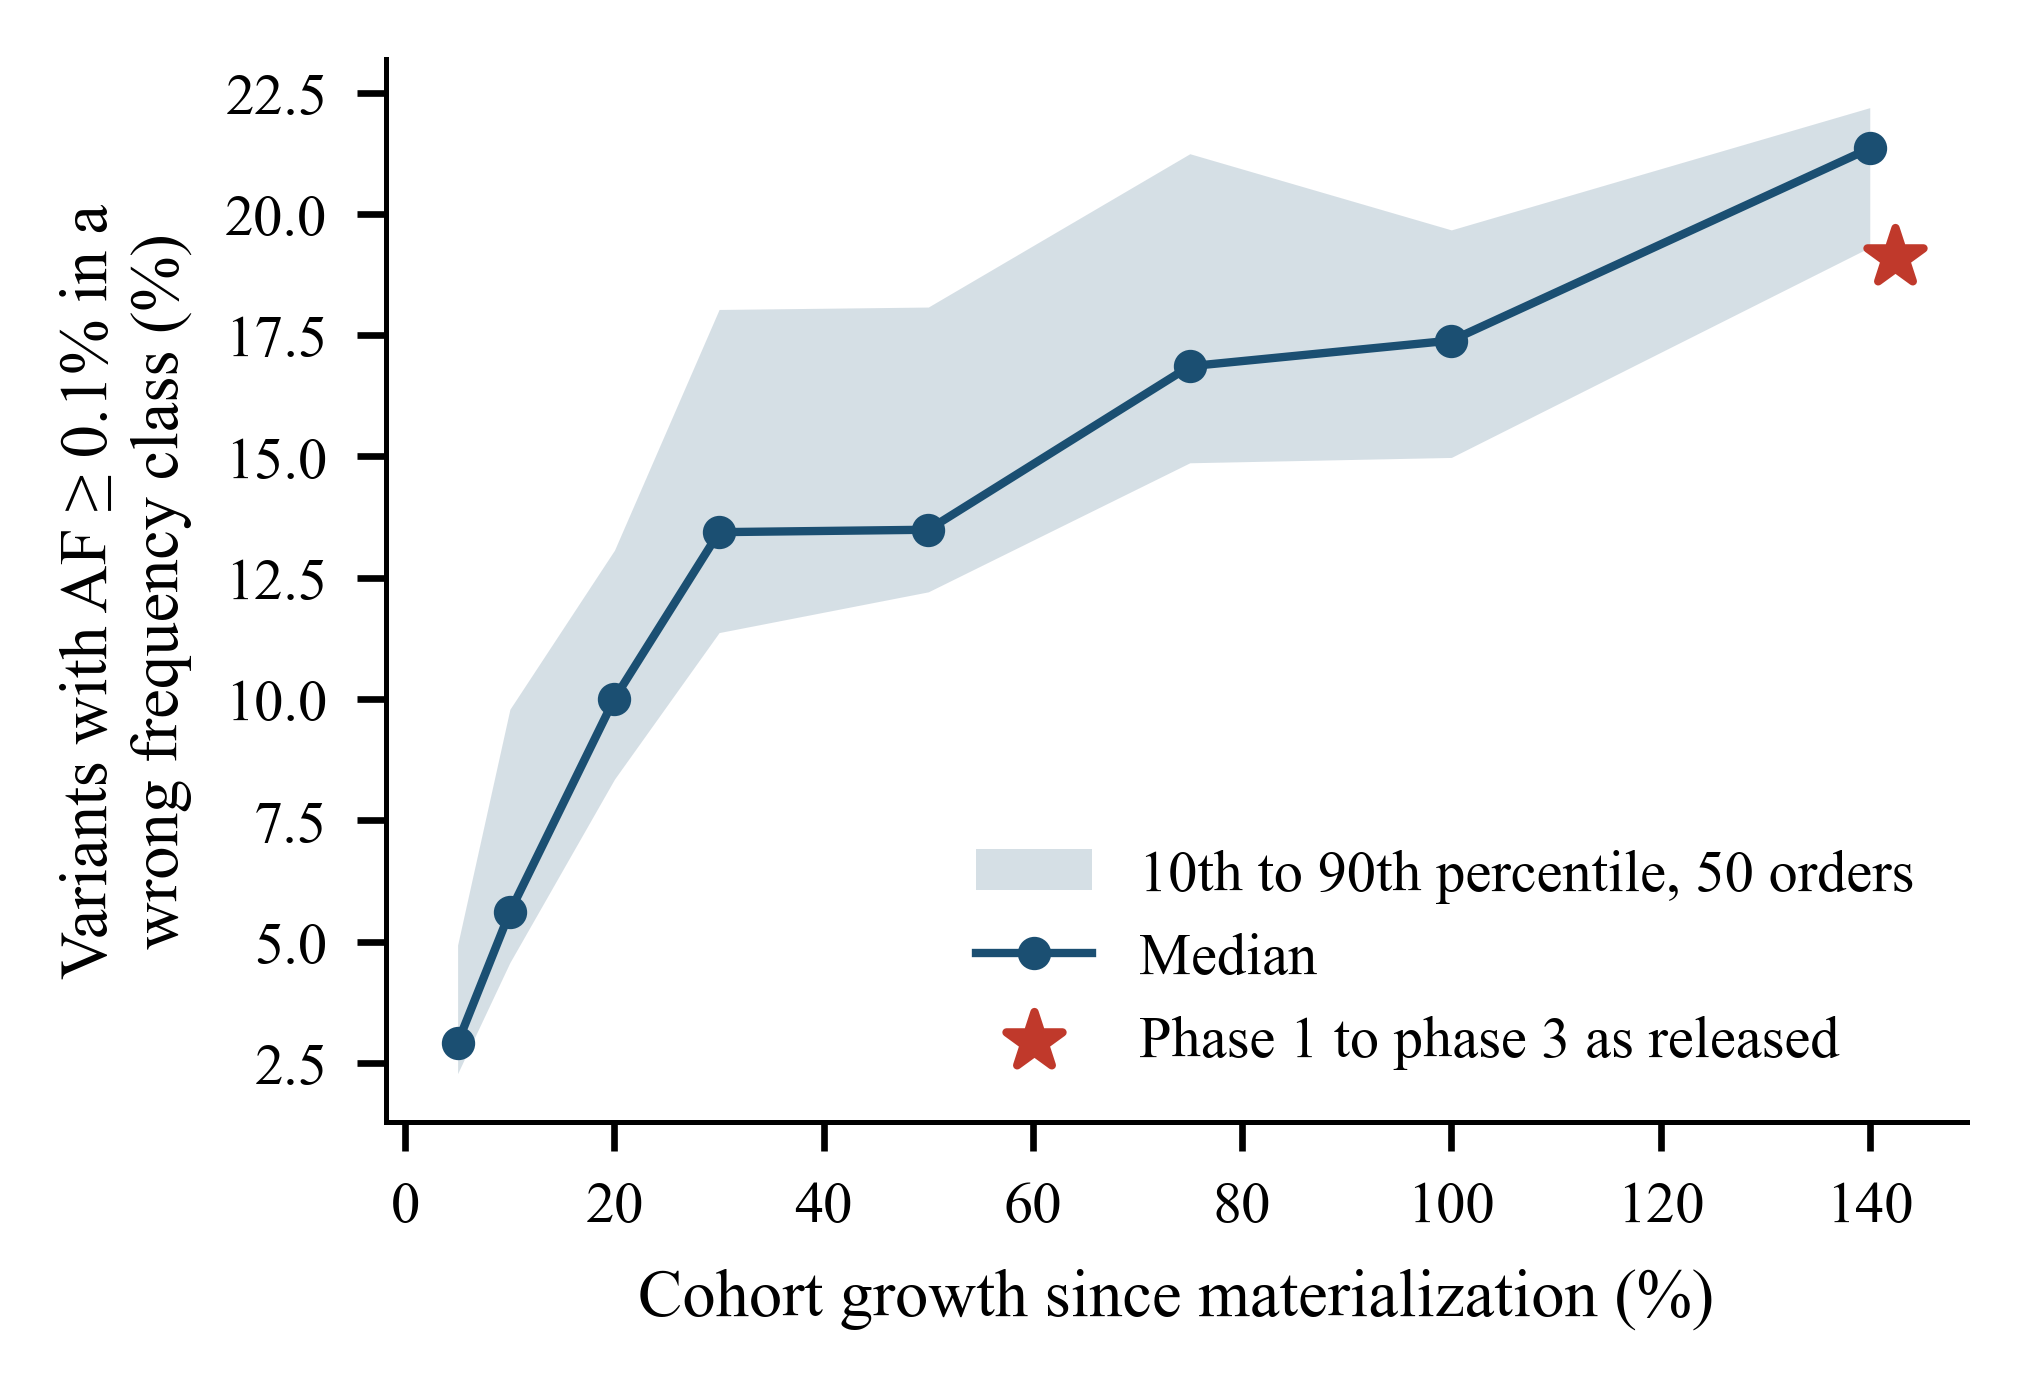 Variants with AF ≥ 0.1% in a
wrong frequency class (%)
22.5
20.0
17.5
15.0
12.5
10.0
7.5
5.0
2.5
10th to 90th percentile, 50 orders
Median
Phase 1 to phase 3 as released
0 20 40 60 80 100 120 140
Cohort growth since materialization (%)